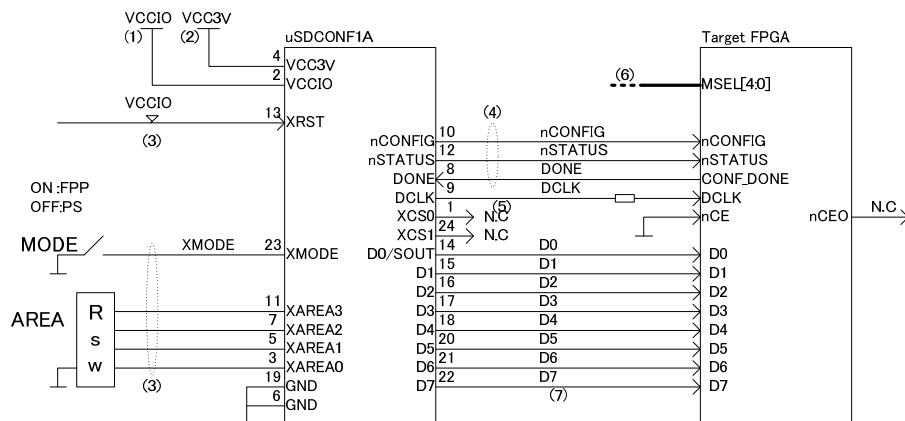 VCCIO VCC3V
(1) (2)
uSDCONF1A
Target FPGA
4 VCC3V
2 VCCIO
(6) MSEL[4:0]
VCCIO
13 XRST
(3)
(4)
nCONFIG 10 nCONFIG nCONFIG
nSTATUS 12 nSTATUS nSTATUS
DONE 8 DONE CONF_DONE
DCLK 9 DCLK DCLK
(5)
XCS0 1 N.C nCE
nCEO N.C
XCS1 24 N.C
ON :FPP
OFF:PS
MODE XMODE 23 XMODE
D0/SOUT 14 D0 D0
D1 15 D1 D1
D2 16 D2 D2
AREA
R
s
w
11 XAREA3 D3 17 D3 D3
7 XAREA2 D4 18 D4 D4
5 XAREA1 D5 20 D5 D5
3 XAREA0 D6 21 D6 D6
(3)
19 GND D7 22 D7 D7
(7)
6 GND